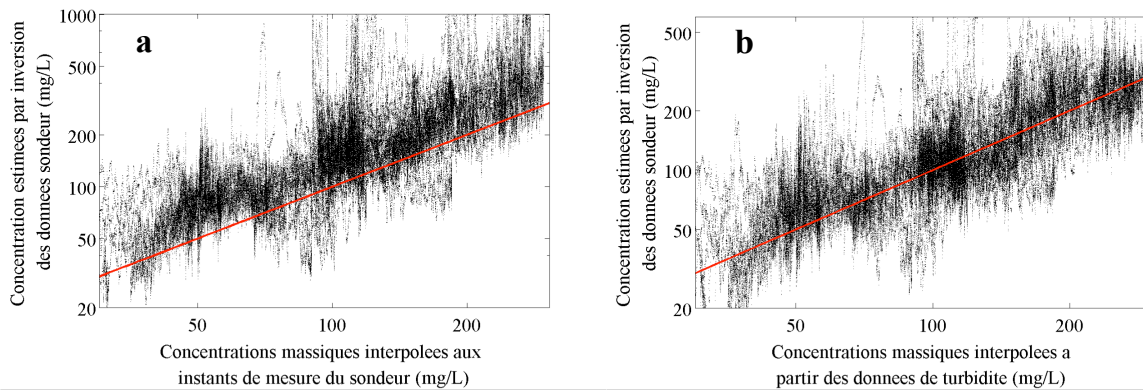 a
1000
500
200
100
50
20
50
100
200
Concentration estimees par inversion
des donnees sondeur (mg/L)
Concentrations massiques interpolees aux
instants de mesure du sondeur (mg/L)
b
500
200
100
50
20
50
100
200
Concentration estimees par inversion
des donnees sondeur (mg/L)
Concentrations massiques interpolees a
partir des donnees de turbidite (mg/L)